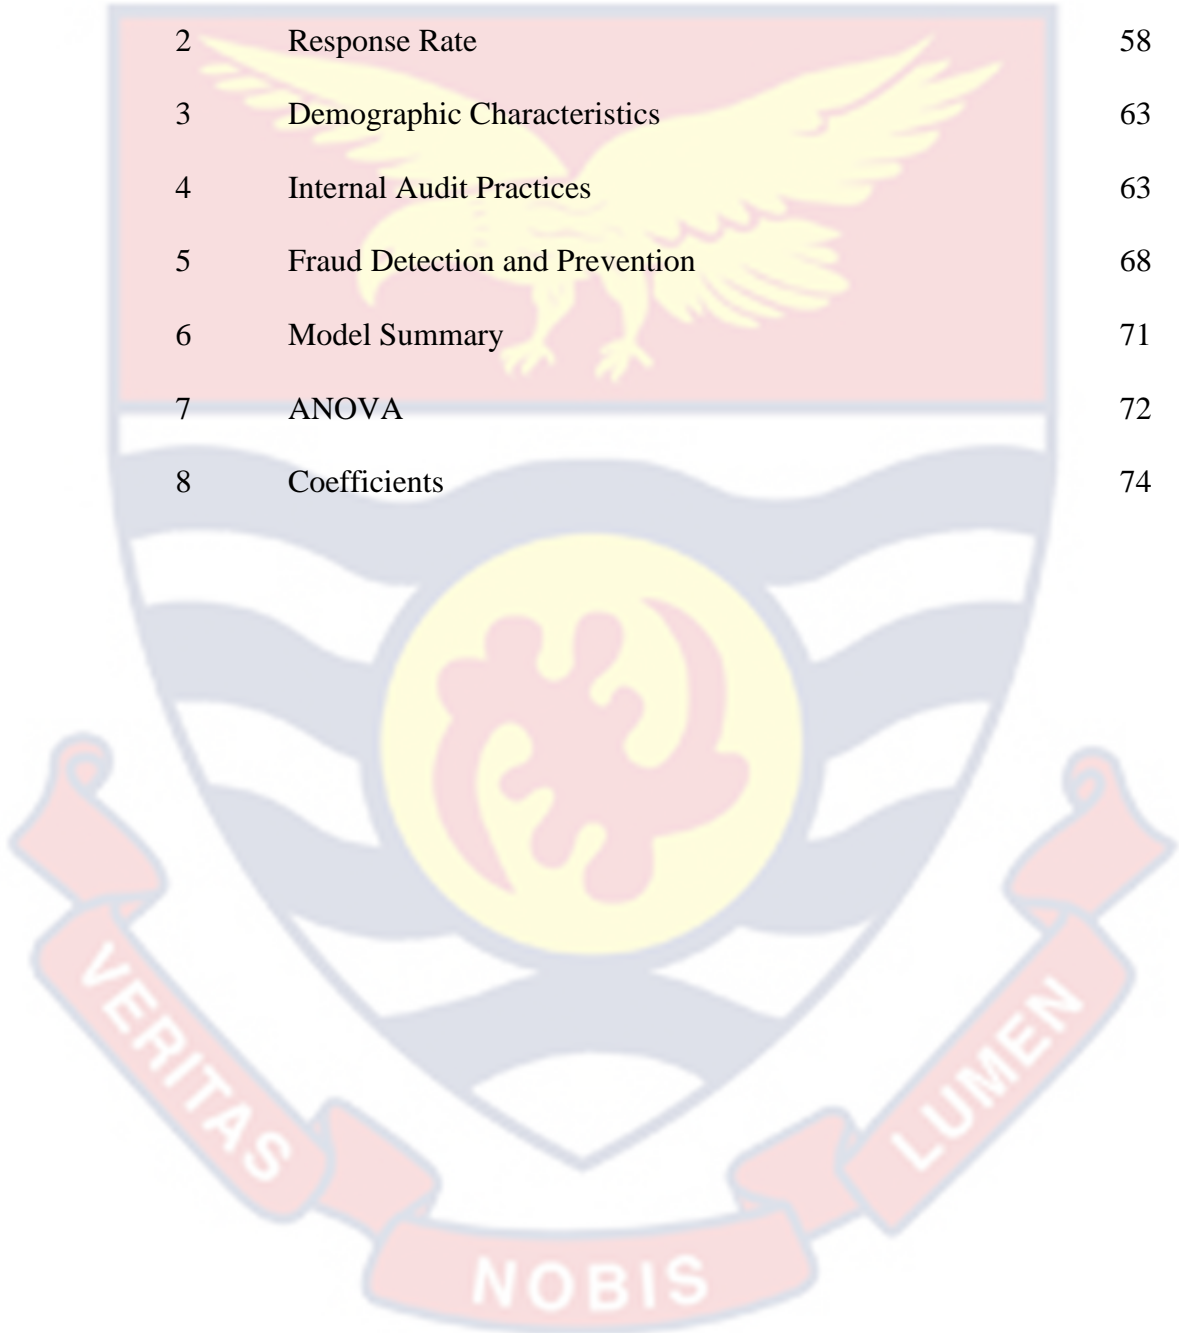 2 Response Rate 58
3 Demographic Characteristics 63
4 Internal Audit Practices 63
5 Fraud Detection and Prevention 68
6 Model Summary 71
7 ANOVA 72
8 Coefficients 74
VERITAS
NOBIS
LUMEN